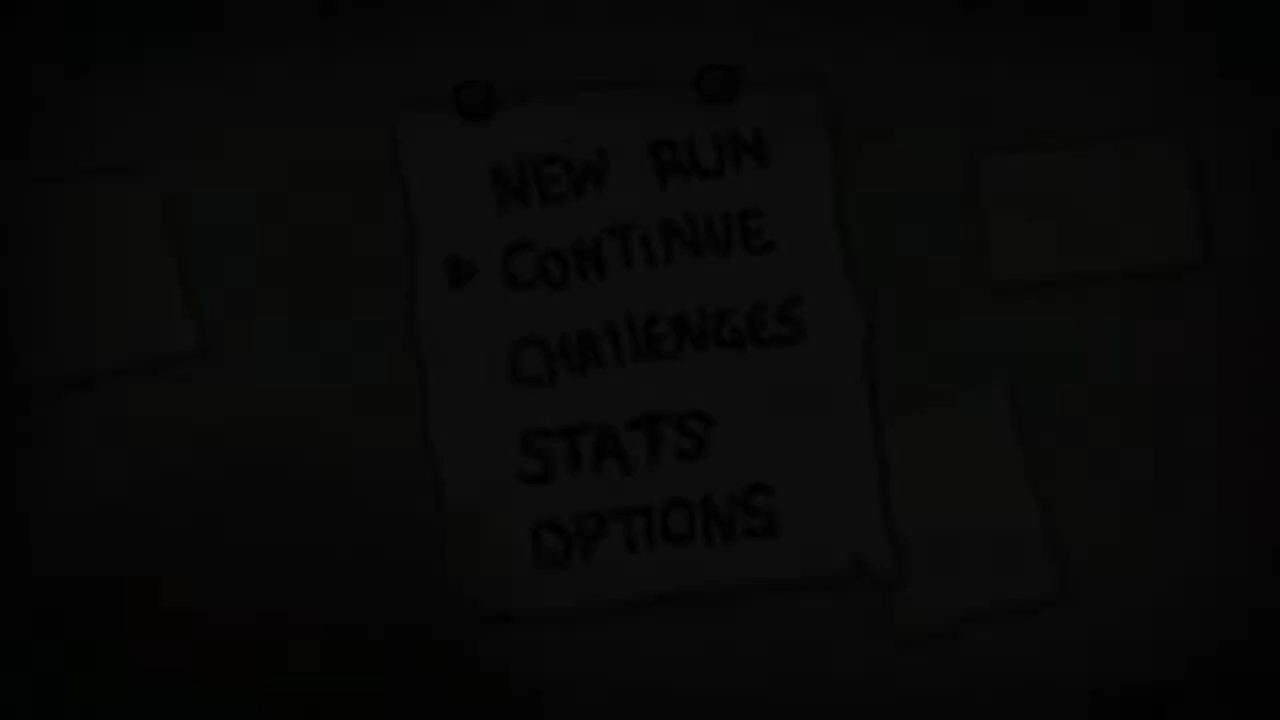 NEW RUN
CONTINUE
CHALLENGES
STATS
OPTIONS